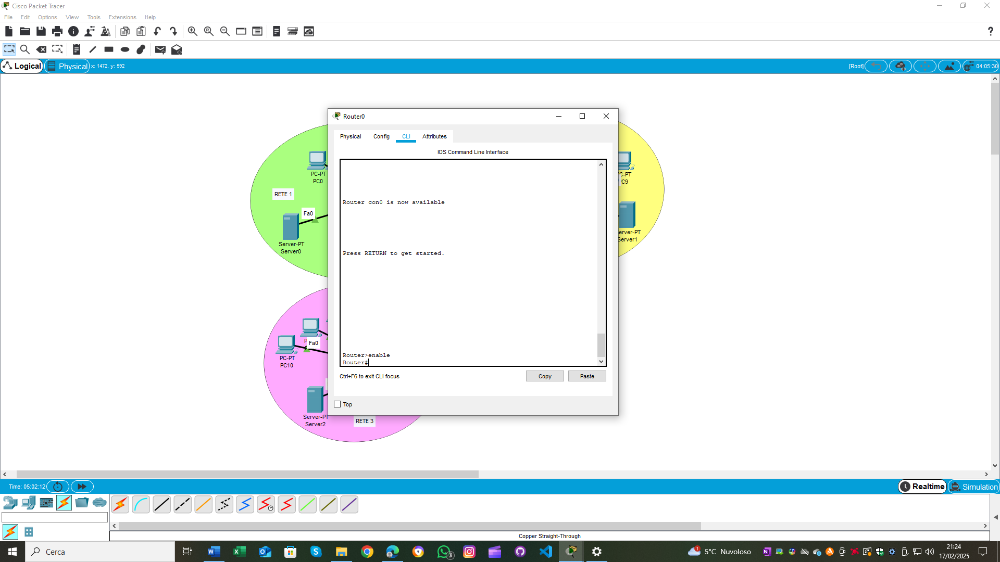 Cisco Packet Tracer
File Edit Options View Tools Extensions Help
Logical Physical x: 1472, y: 592 [Root] 04:05:30
Router0
Physical Config CLI Attributes
IOS Command Line Interface
Router con0 is now available
Press RETURN to get started.
Router>enable
Router#
Ctrl+F6 to exit CLI focus Copy Paste
Top
PC-PT
PC0
RETE 1
Fa0
Server-PT
Server0
C-PT
C9
erver-PT
Server1
Fa0
PC-PT
PC10
Server-PT
Server2
RETE 3
Time: 05:02:12 Realtime Simulation
Copper Straight-Through
Cerca
3
1
5°C Nuvoloso
21:24
17/02/2025